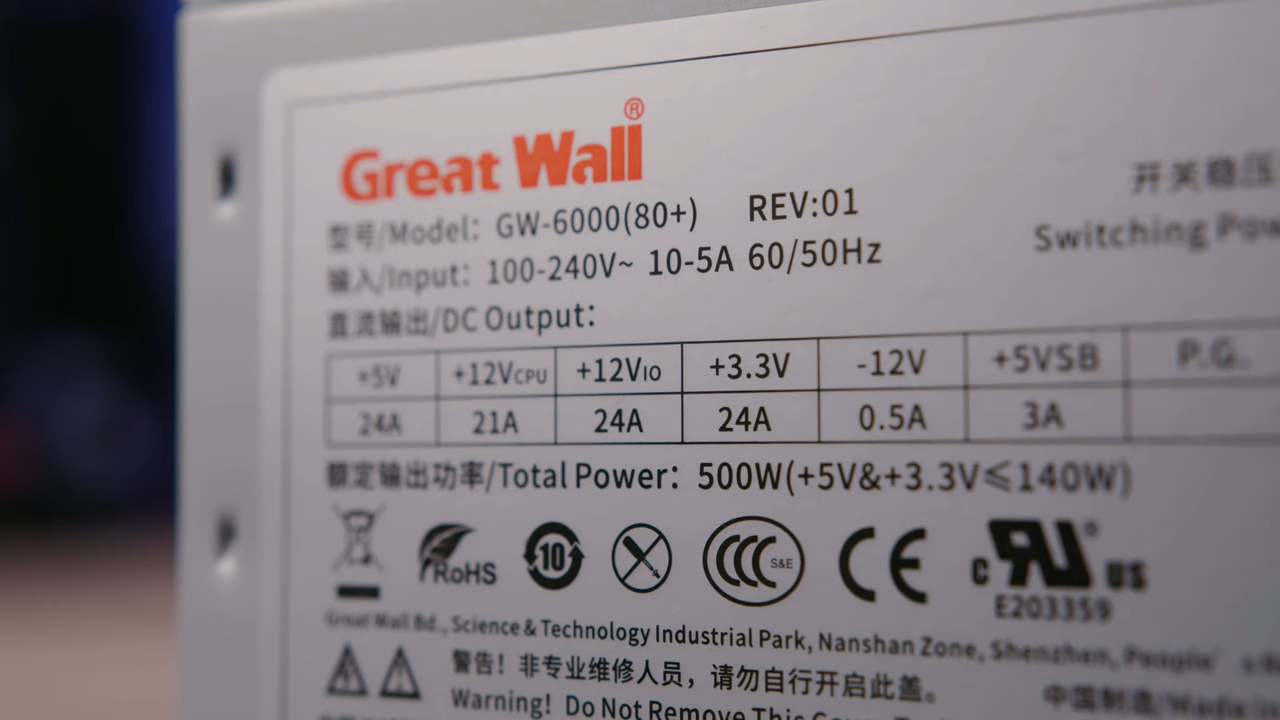 Great Wall®
型号/Model: GW-6000(80+) REV:01
开关稳压
Switching Pow
输入/Input: 100-240V~ 10-5A 60/50Hz
直流输出/DC Output:
+5V +12VCPU +12VIO +3.3V -12V +5VSB P.G.
24A 21A 24A 24A 0.5A 3A
额定输出功率/Total Power: 500W(+5V&+3.3V≤140W)
RoHS 10 CCC S&E CE c RU US
E203359
Great Wall Bd., Science & Technology Industrial Park, Nanshan Zone, Shenzhen, People'
警告!非专业维修人员,请勿自行开启此盖。
中国制造/Made in
Warning! Do Not Remove This